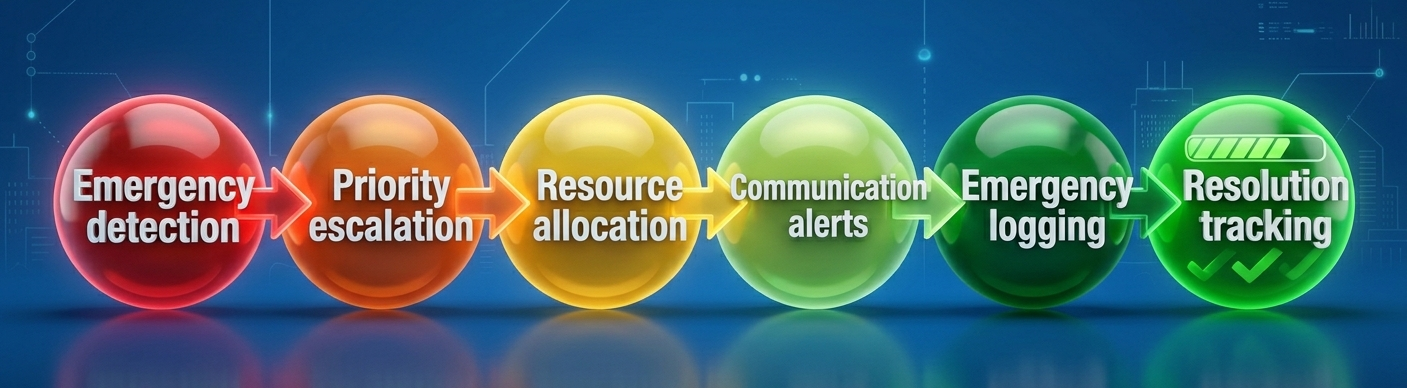 Emergency
detection
Priority
escalation
Resource
allocation
Communication
alerts
Emergency
logging
Resolution
tracking